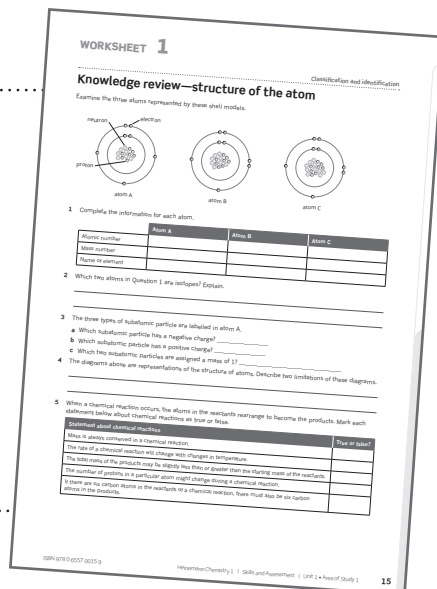 WORKSHEET 1
Classification and identification
Knowledge review—structure of the atom
Examine the three atoms represented by these shell models.
neutron
electron
proton
atom A
atom B
atom C
1 Complete the information for each atom.
Atom A Atom B Atom C
Atomic number
Mass number
Name of element
2 Which two atoms in Question 1 are isotopes? Explain.
3 The three types of subatomic particle are labelled in atom A.
a Which subatomic particle has a negative charge?
b Which subatomic particle has a positive charge?
c Which two subatomic particles are assigned a mass of 1?
4 The diagrams above are representations of the structure of atoms. Describe two limitations of these diagrams.
5 When a chemical reaction occurs, the atoms in the reactants rearrange to become the products. Mark each
statement below about chemical reactions as true or false.
Statement about chemical reactions True or false?
Mass is always conserved in a chemical reaction.
The rate of a chemical reaction will change with changes in temperature.
The total mass of the products may be slightly less than or greater than the starting mass of the reactants.
The number of protons in a particular atom might change during a chemical reaction.
If there are six carbon atoms in the reactants of a chemical reaction, there must also be six carbon
atoms in the products.
ISBN 978 0 6557 0015 9
Heinemann Chemistry 1 | Skills and Assessment | Unit 1 • Area of Study 1
15